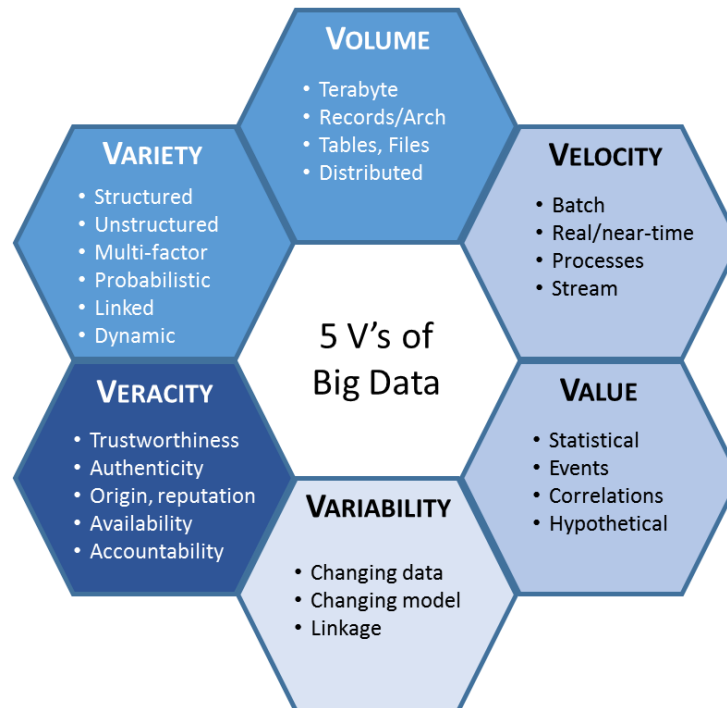 VOLUME
• Terabyte
• Records/Arch
• Tables, Files
• Distributed
VARIETY
• Structured
• Unstructured
• Multi-factor
• Probabilistic
• Linked
• Dynamic
VELOCITY
• Batch
• Real/near-time
• Processes
• Stream
5 V's of
Big Data
VERACITY
• Trustworthiness
• Authenticity
• Origin, reputation
• Availability
• Accountability
VALUE
• Statistical
• Events
• Correlations
• Hypothetical
VARIABILITY
• Changing data
• Changing model
• Linkage